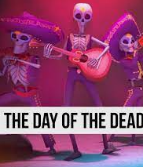 THE DAY OF THE DEAD